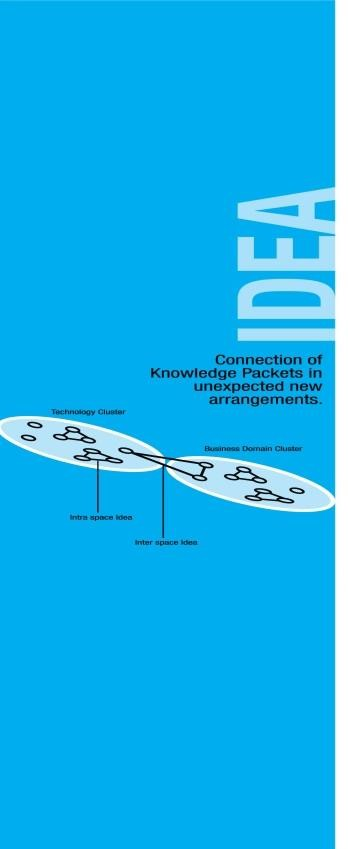 IDEA
Connection of
Knowledge Packets in
unexpected new
arrangements.
Technology Cluster
Business Domain Cluster
Intra space Idea
Inter space Idea